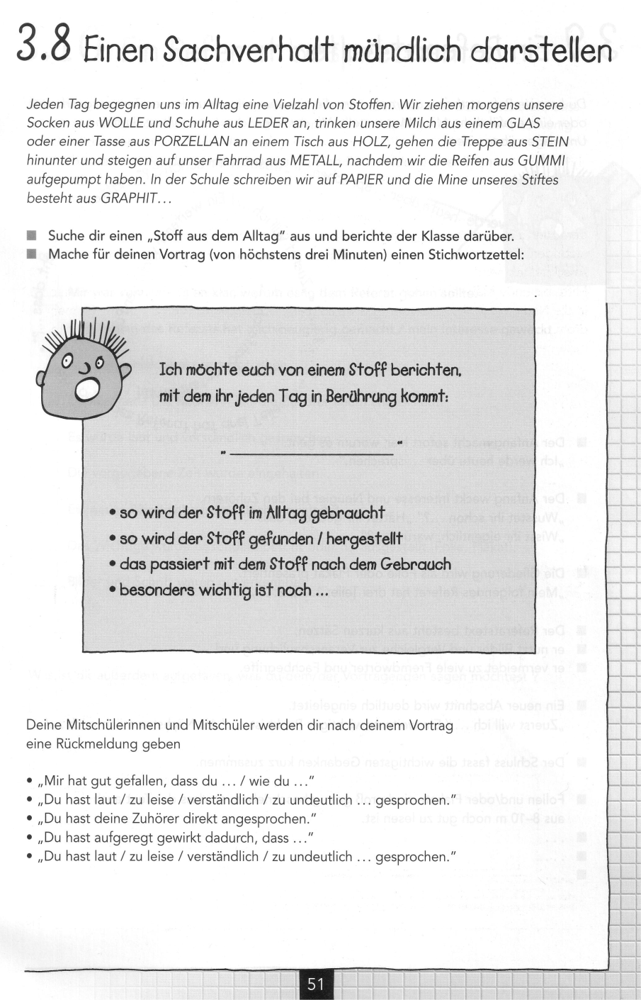 3.8 Einen Sachverhalt mündlich darstellen
Jeden Tag begegnen uns im Alltag eine Vielzahl von Stoffen. Wir ziehen morgens unsere
Socken aus WOLLE und Schuhe aus LEDER an, trinken unsere Milch aus einem GLAS
oder einer Tasse aus PORZELLAN an einem Tisch aus HOLZ, gehen die Treppe aus STEIN
hinunter und steigen auf unser Fahrrad aus METALL, nachdem wir die Reifen aus GUMMI
aufgepumpt haben. In der Schule schreiben wir auf PAPIER und die Mine unseres Stiftes
besteht aus GRAPHIT…
■ Suche dir einen „Stoff aus dem Alltag" aus und berichte der Klasse darüber.
■ Mache für deinen Vortrag (von höchstens drei Minuten) einen Stichwortzettel:
Ich möchte euch von einem Stoff berichten,
mit dem ihr jeden Tag in Berührung kommt:
„ ______________________ "
• so wird der Stoff im Alltag gebraucht
• so wird der Stoff gefunden / hergestellt
• das passiert mit dem Stoff nach dem Gebrauch
• besonders wichtig ist noch …
Deine Mitschülerinnen und Mitschüler werden dir nach deinem Vortrag
eine Rückmeldung geben
• „Mir hat gut gefallen, dass du … / wie du …"
• „Du hast laut / zu leise / verständlich / zu undeutlich … gesprochen."
• „Du hast deine Zuhörer direkt angesprochen."
• „Du hast aufgeregt gewirkt dadurch, dass …"
• „Du hast laut / zu leise / verständlich / zu undeutlich … gesprochen."
51